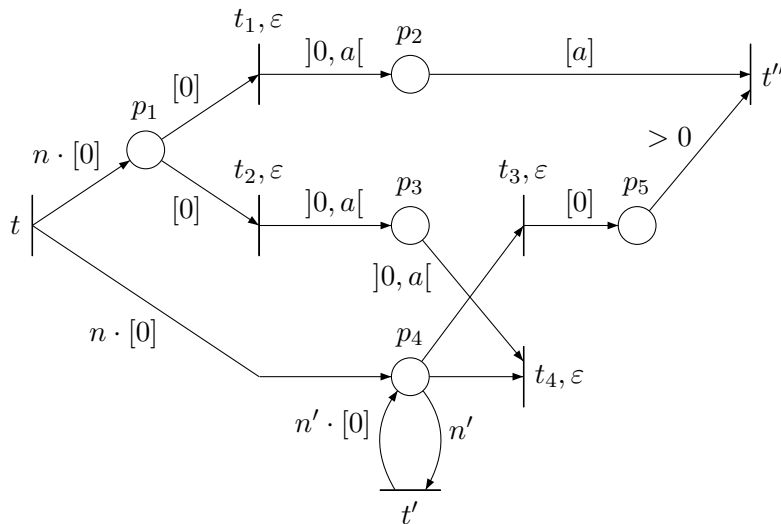 t₁, ε
]0, a[
p₂
[a]
t″
[0]
p₁
n · [0]
> 0
t₂, ε
]0, a[
p₃
t₃, ε
[0]
p₅
[0]
t
]0, a[
n · [0]
p₄
t₄, ε
n′ · [0]
n′
t′